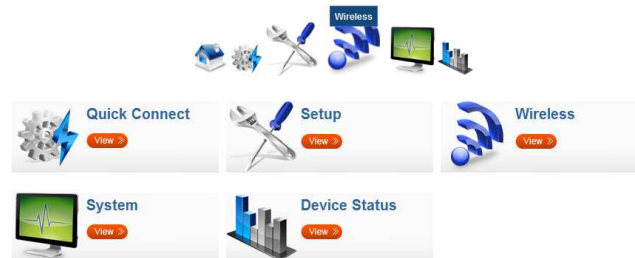 Wireless
Quick Connect
View »
Setup
View »
Wireless
View »
System
View »
Device Status
View »